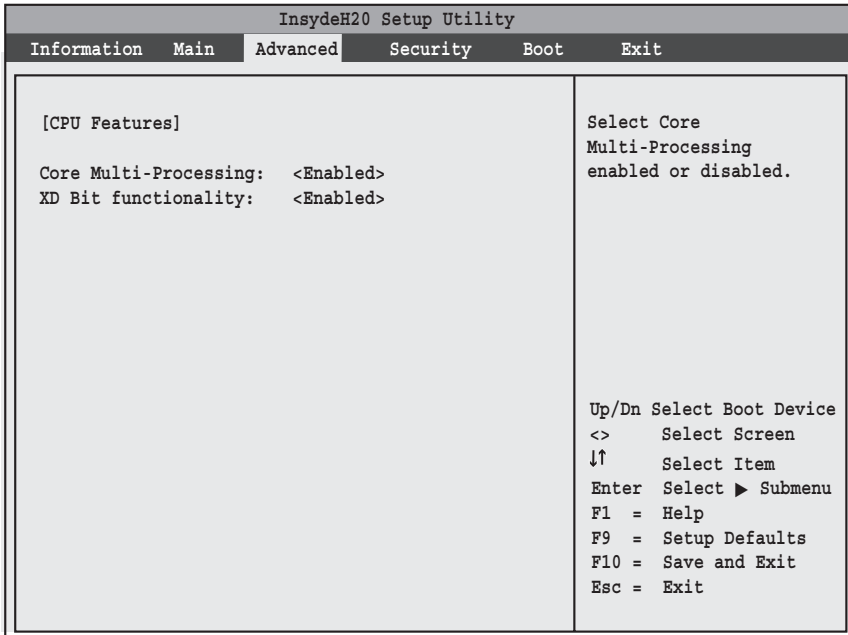 InsydeH20 Setup Utility
Information Main Advanced Security Boot Exit
[CPU Features]
Core Multi-Processing: <Enabled>
XD Bit functionality: <Enabled>
Select Core
Multi-Processing
enabled or disabled.
Up/Dn Select Boot Device
<> Select Screen
↓↑ Select Item
Enter Select ▶ Submenu
F1 = Help
F9 = Setup Defaults
F10 = Save and Exit
Esc = Exit